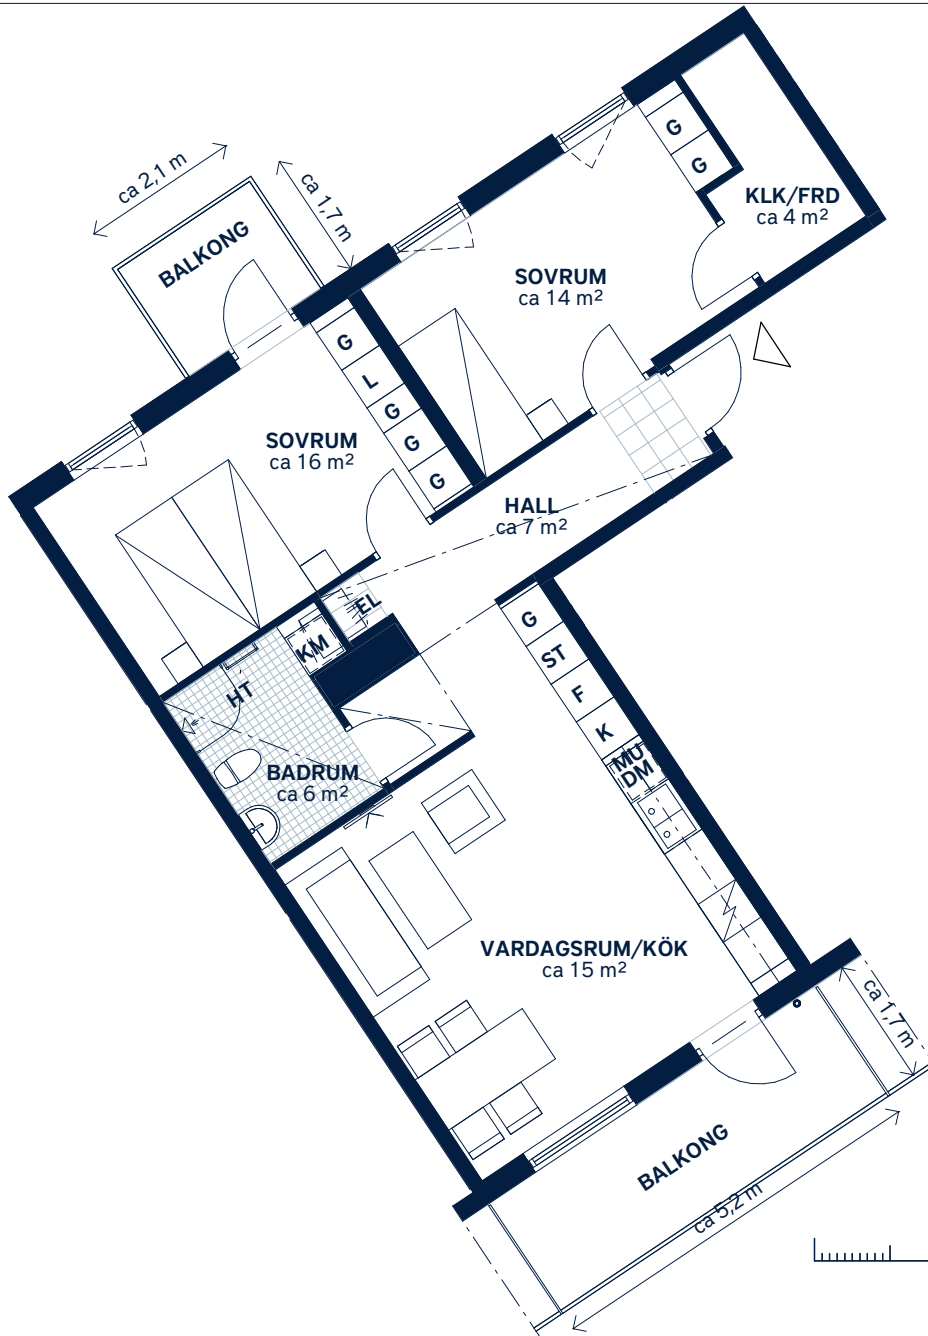 G
G
KLK/FRD
ca 4 m²
ca 2,1 m
ca 1,7 m
BALKONG
SOVRUM
ca 14 m²
G
L
G
G
G
SOVRUM
ca 16 m²
HALL
ca 7 m²
EL
KM
HT
BADRUM
ca 6 m²
G
ST
F
K
MU
DM
VARDAGSRUM/KÖK
ca 15 m²
ca 1,7 m
BALKONG
ca 5,2 m